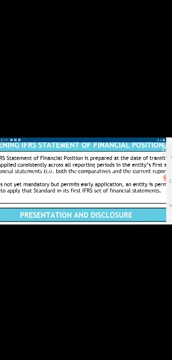 ENING IFRS STATEMENT OF FINANCIAL POSITION
RS Statement of Financial Position is prepared at the date of transit
applied consistently across all reporting periods in the entity's first s
nancial statements (i.e. both the comparatives and the current repor
s not yet mandatory but permits early application, an entity is perm
to apply that Standard in its first IFRS set of financial statements.
PRESENTATION AND DISCLOSURE